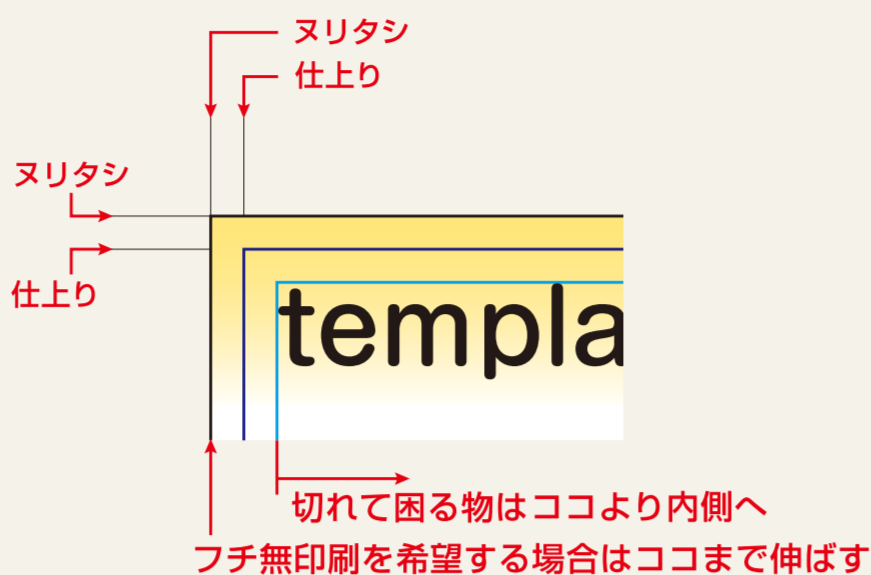 ヌリタシ
仕上り
ヌリタシ
仕上り
templa
切れて困る物はココより内側へ
フチ無印刷を希望する場合はココまで伸ばす